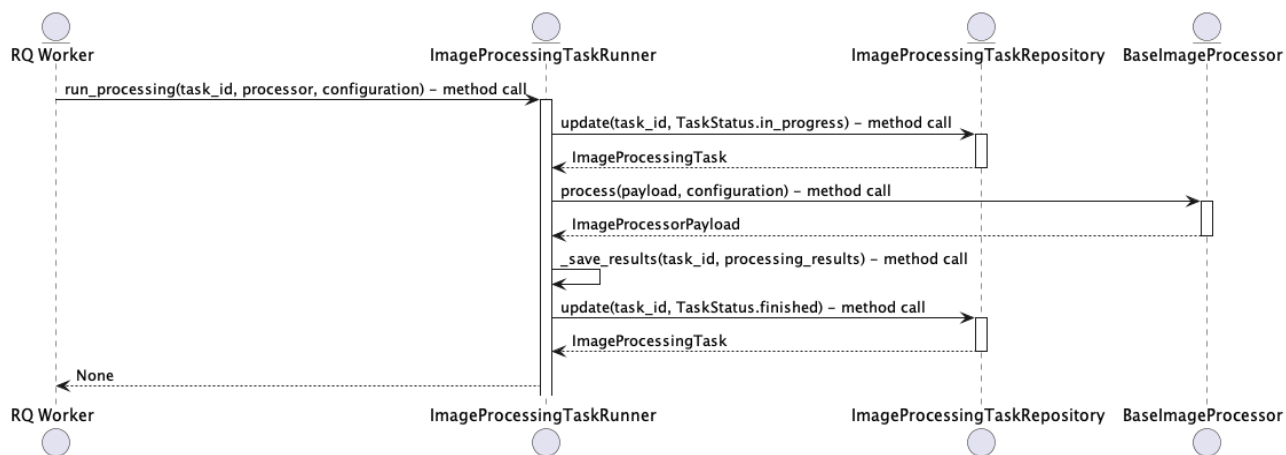 RQ Worker
ImageProcessingTaskRunner
ImageProcessingTaskRepository
BaseImageProcessor
run_processing(task_id, processor, configuration) – method call
update(task_id, TaskStatus.in_progress) – method call
ImageProcessingTask
process(payload, configuration) – method call
ImageProcessorPayload
_save_results(task_id, processing_results) – method call
update(task_id, TaskStatus.finished) – method call
ImageProcessingTask
None
RQ Worker
ImageProcessingTaskRunner
ImageProcessingTaskRepository
BaseImageProcessor